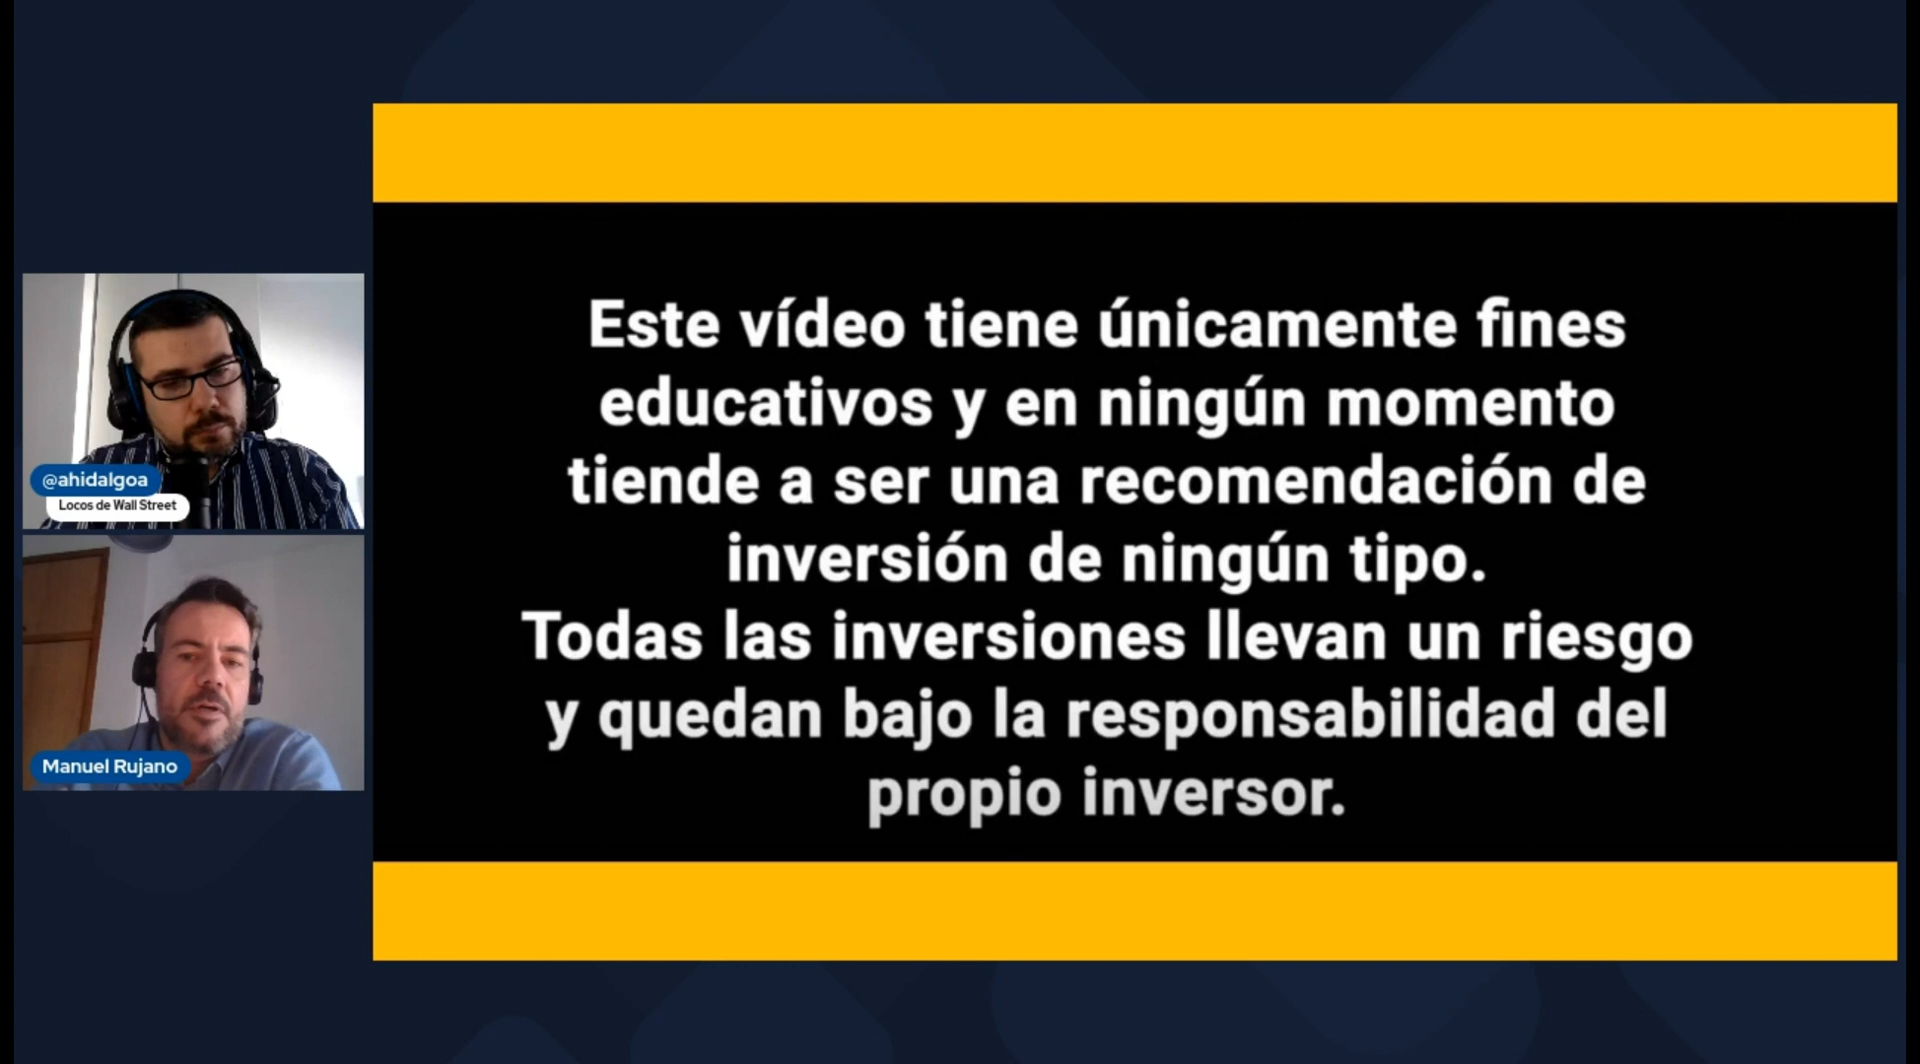 @ahidalgoa
Locos de Wall Street
Manuel Rujano
Este vídeo tiene únicamente fines
educativos y en ningún momento
tiende a ser una recomendación de
inversión de ningún tipo.
Todas las inversiones llevan un riesgo
y quedan bajo la responsabilidad del
propio inversor.